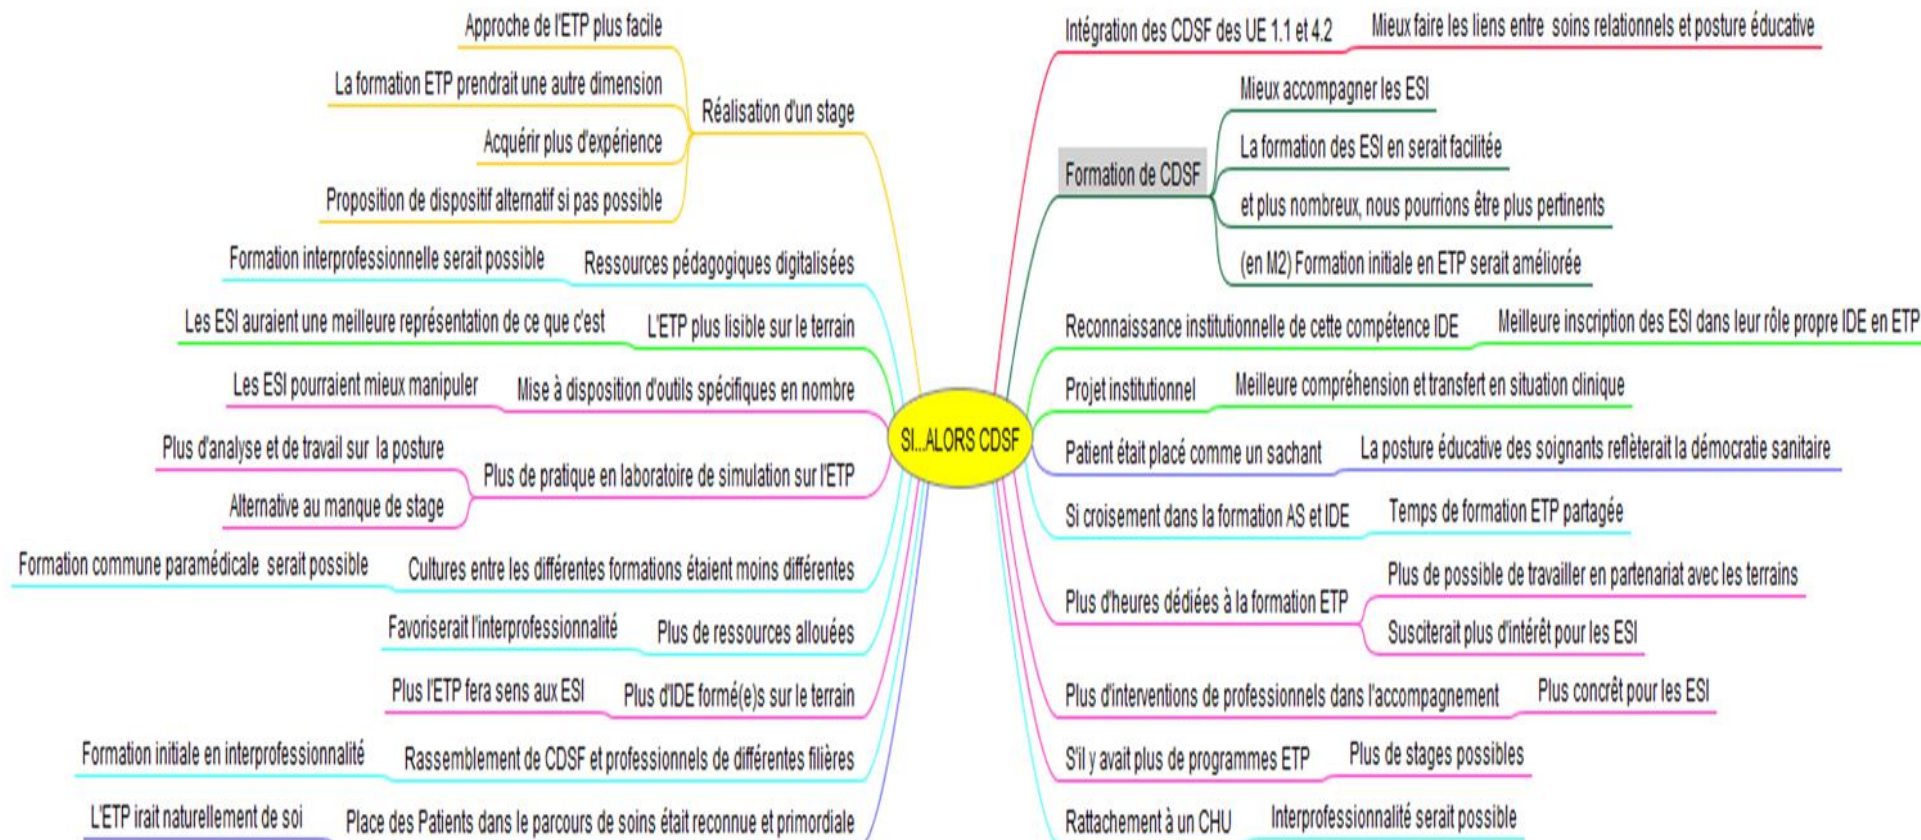 SI...ALORS CDSF
Réalisation d'un stage
Approche de l'ETP plus facile
La formation ETP prendrait une autre dimension
Acquérir plus d'expérience
Proposition de dispositif alternatif si pas possible
Ressources pédagogiques digitalisées
Formation interprofessionnelle serait possible
L'ETP plus lisible sur le terrain
Les ESI auraient une meilleure représentation de ce que c'est
Mise à disposition d'outils spécifiques en nombre
Les ESI pourraient mieux manipuler
Plus de pratique en laboratoire de simulation sur l'ETP
Plus d'analyse et de travail sur la posture
Alternative au manque de stage
Cultures entre les différentes formations étaient moins différentes
Formation commune paramédicale serait possible
Plus de ressources allouées
Favoriserait l'interprofessionnalité
Plus d'IDE formé(e)s sur le terrain
Plus l'ETP fera sens aux ESI
Rassemblement de CDSF et professionnels de différentes filières
Formation initiale en interprofessionnalité
Place des Patients dans le parcours de soins était reconnue et primordiale
L'ETP irait naturellement de soi
Intégration des CDSF des UE 1.1 et 4.2
Mieux faire les liens entre soins relationnels et posture éducative
Formation de CDSF
Mieux accompagner les ESI
La formation des ESI en serait facilitée
et plus nombreux, nous pourrions être plus pertinents
(en M2) Formation initiale en ETP serait améliorée
Reconnaissance institutionnelle de cette compétence IDE
Meilleure inscription des ESI dans leur rôle propre IDE en ETP
Projet institutionnel
Meilleure compréhension et transfert en situation clinique
Patient était placé comme un sachant
La posture éducative des soignants reflèterait la démocratie sanitaire
Si croisement dans la formation AS et IDE
Temps de formation ETP partagée
Plus d'heures dédiées à la formation ETP
Plus de possible de travailler en partenariat avec les terrains
Susciterait plus d'intérêt pour les ESI
Plus d'interventions de professionnels dans l'accompagnement
Plus concrêt pour les ESI
S'il y avait plus de programmes ETP
Plus de stages possibles
Rattachement à un CHU
Interprofessionnalité serait possible